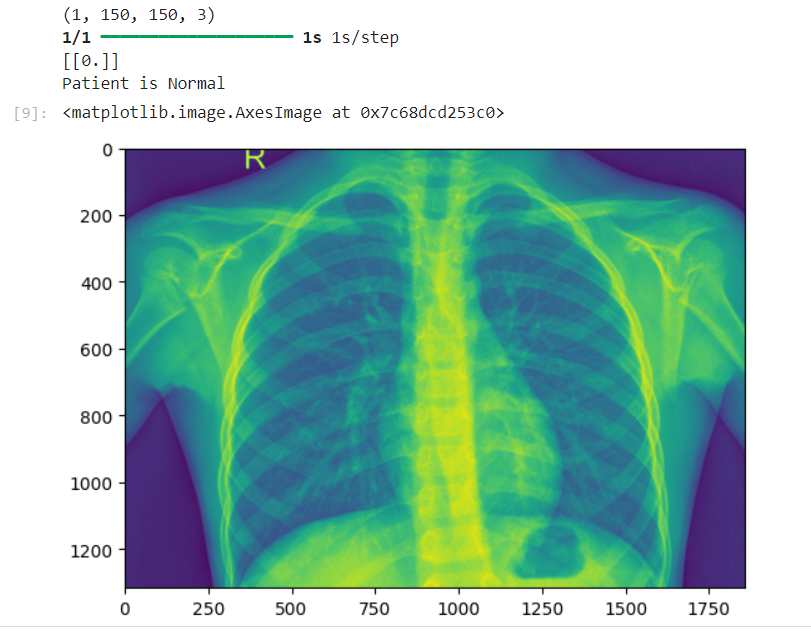 (1, 150, 150, 3)
1/1 ━━━━━━━━━━━━━━━━━━━━ 1s 1s/step
[[0.]]
Patient is Normal
[9]: <matplotlib.image.AxesImage at 0x7c68dcd253c0>
R
0
200
400
600
800
1000
1200
0 250 500 750 1000 1250 1500 1750